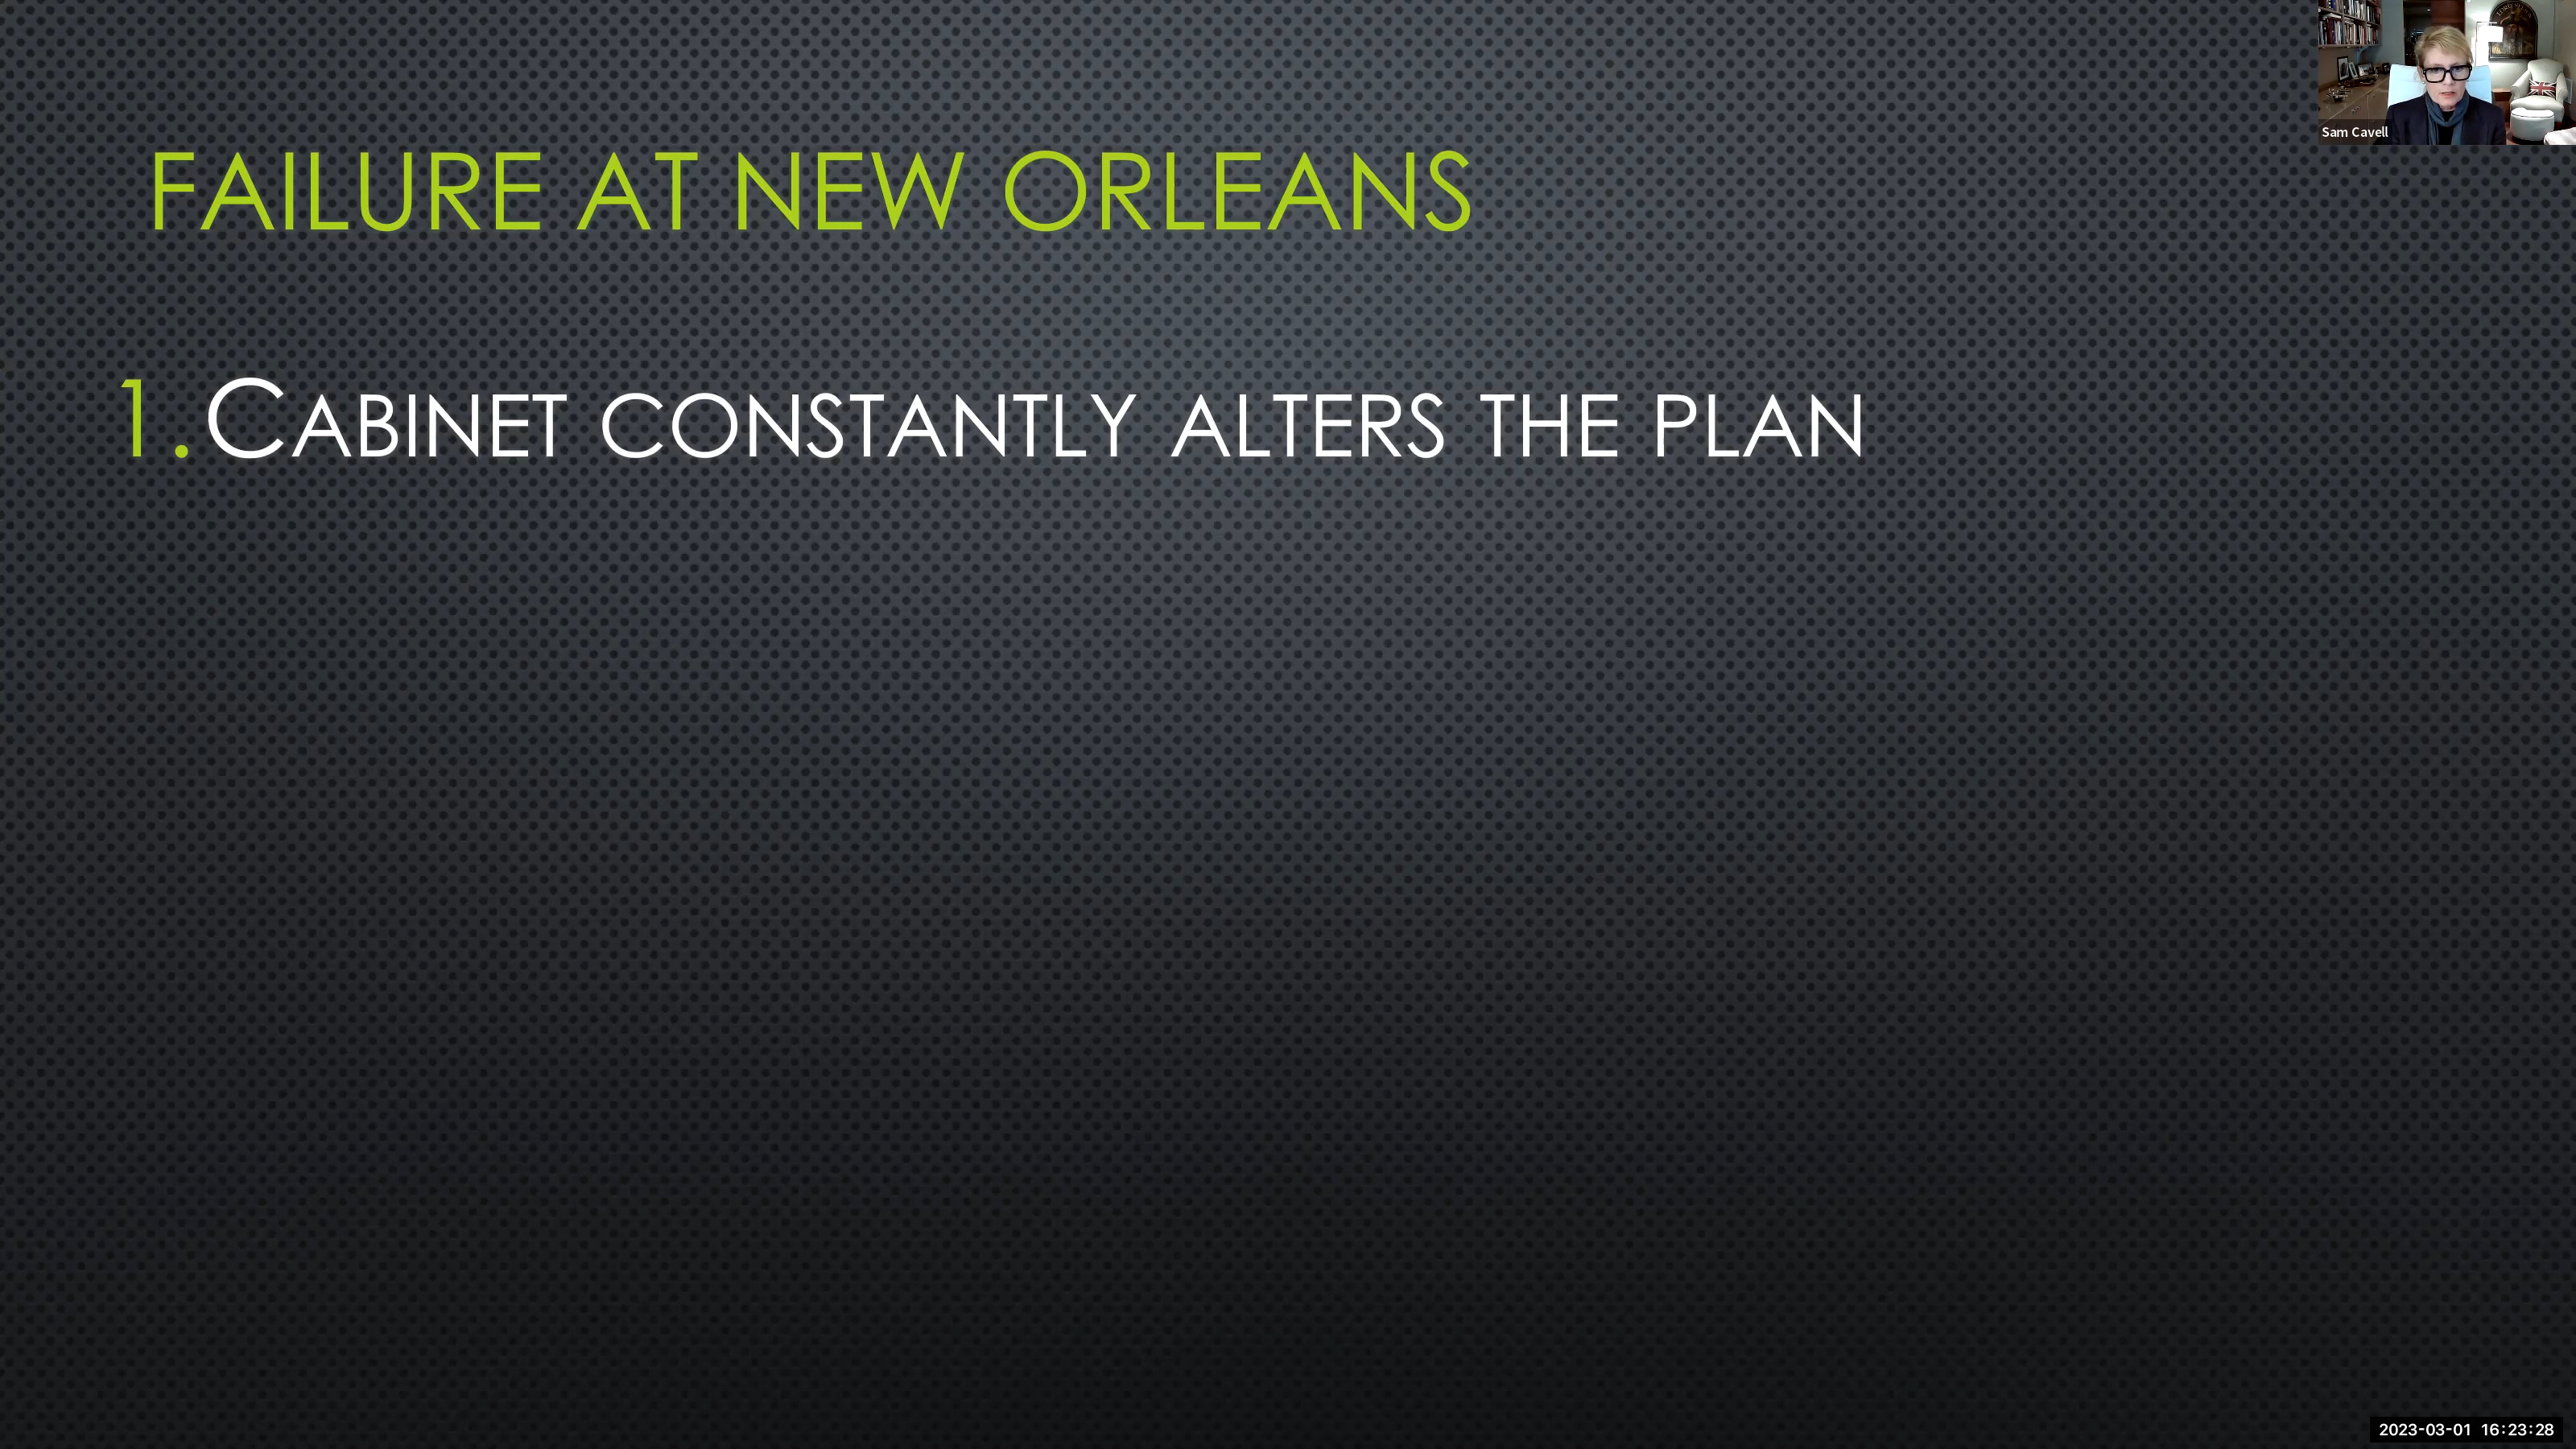 FAILURE AT NEW ORLEANS
1. CABINET CONSTANTLY ALTERS THE PLAN
Sam Cavell
2023-03-01 16:23:28